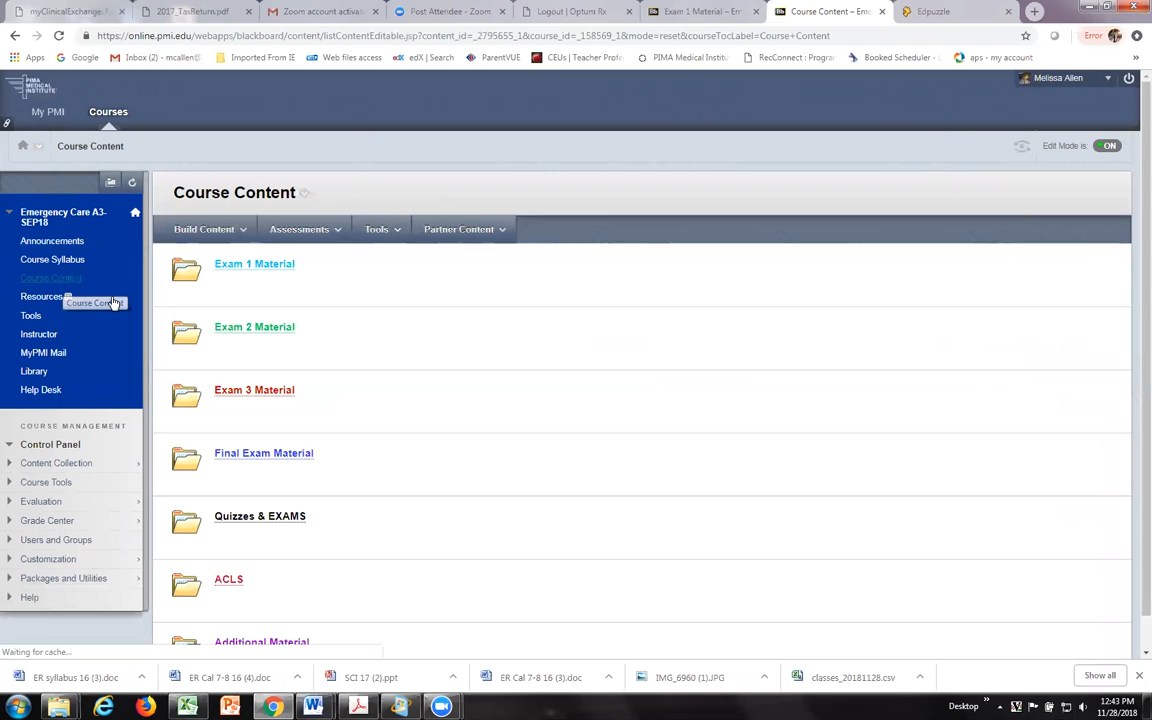 myClinicalExchange. N
2017_TaxReturn.pdf
Zoom account activati
Post Attendee - Zoom
Logout | Optum Rx
Exam 1 Material – Em
Course Content – Eme
Edpuzzle
https://online.pmi.edu/webapps/blackboard/content/listContentEditable.jsp?content_id=_2795655_1&course_id=_158569_1&mode=reset&courseTocLabel=Course+Content
Error
Apps
Google
Inbox (2) - mcallen@
Imported From IE
Web files access
edX | Search
ParentVUE
CEUs | Teacher Profe
PIMA Medical Institu
RecConnect : Progra
Booked Scheduler -
aps - my account
PIMA
MEDICAL
INSTITUTE
Melissa Allen
My PMI
Courses
Course Content
Edit Mode is:
ON
Emergency Care A3-
SEP18
Announcements
Course Syllabus
Course Content
Resources
Course Content
Tools
Instructor
MyPMI Mail
Library
Help Desk
COURSE MANAGEMENT
Control Panel
Content Collection
Course Tools
Evaluation
Grade Center
Users and Groups
Customization
Packages and Utilities
Help
Course Content
Build Content
Assessments
Tools
Partner Content
Exam 1 Material
Exam 2 Material
Exam 3 Material
Final Exam Material
Quizzes & EXAMS
ACLS
Additional Material
Waiting for cache...
ER syllabus 16 (3).doc
ER Cal 7-8 16 (4).doc
SCI 17 (2).ppt
ER Cal 7-8 16 (3).doc
IMG_6960 (1).JPG
classes_20181128.csv
Show all
Desktop
12:43 PM
11/28/2018